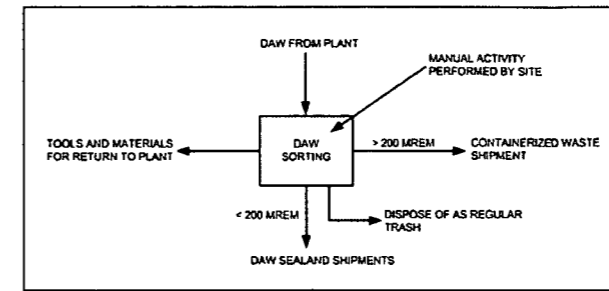 DAW FROM PLANT
MANUAL ACTIVITY
PERFORMED BY SITE
TOOLS AND MATERIALS
FOR RETURN TO PLANT
DAW
SORTING
> 200 MREM
CONTAINERIZED WASTE
SHIPMENT
< 200 MREM
DISPOSE OF AS REGULAR
TRASH
DAW SEALAND SHIPMENTS